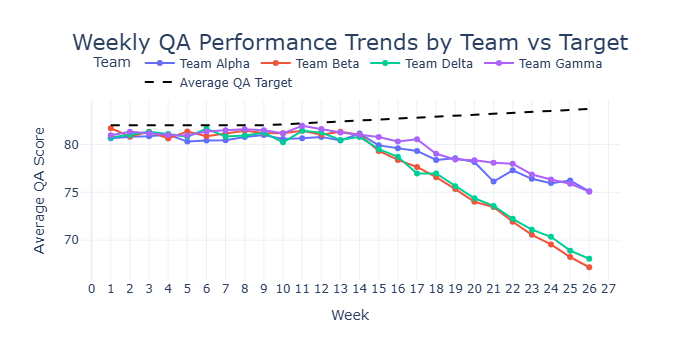 Weekly QA Performance Trends by Team vs Target
Team
Team Alpha
Team Beta
Team Delta
Team Gamma
Average QA Target
Average QA Score
80
75
70
0 1 2 3 4 5 6 7 8 9 10 11 12 13 14 15 16 17 18 19 20 21 22 23 24 25 26 27
Week